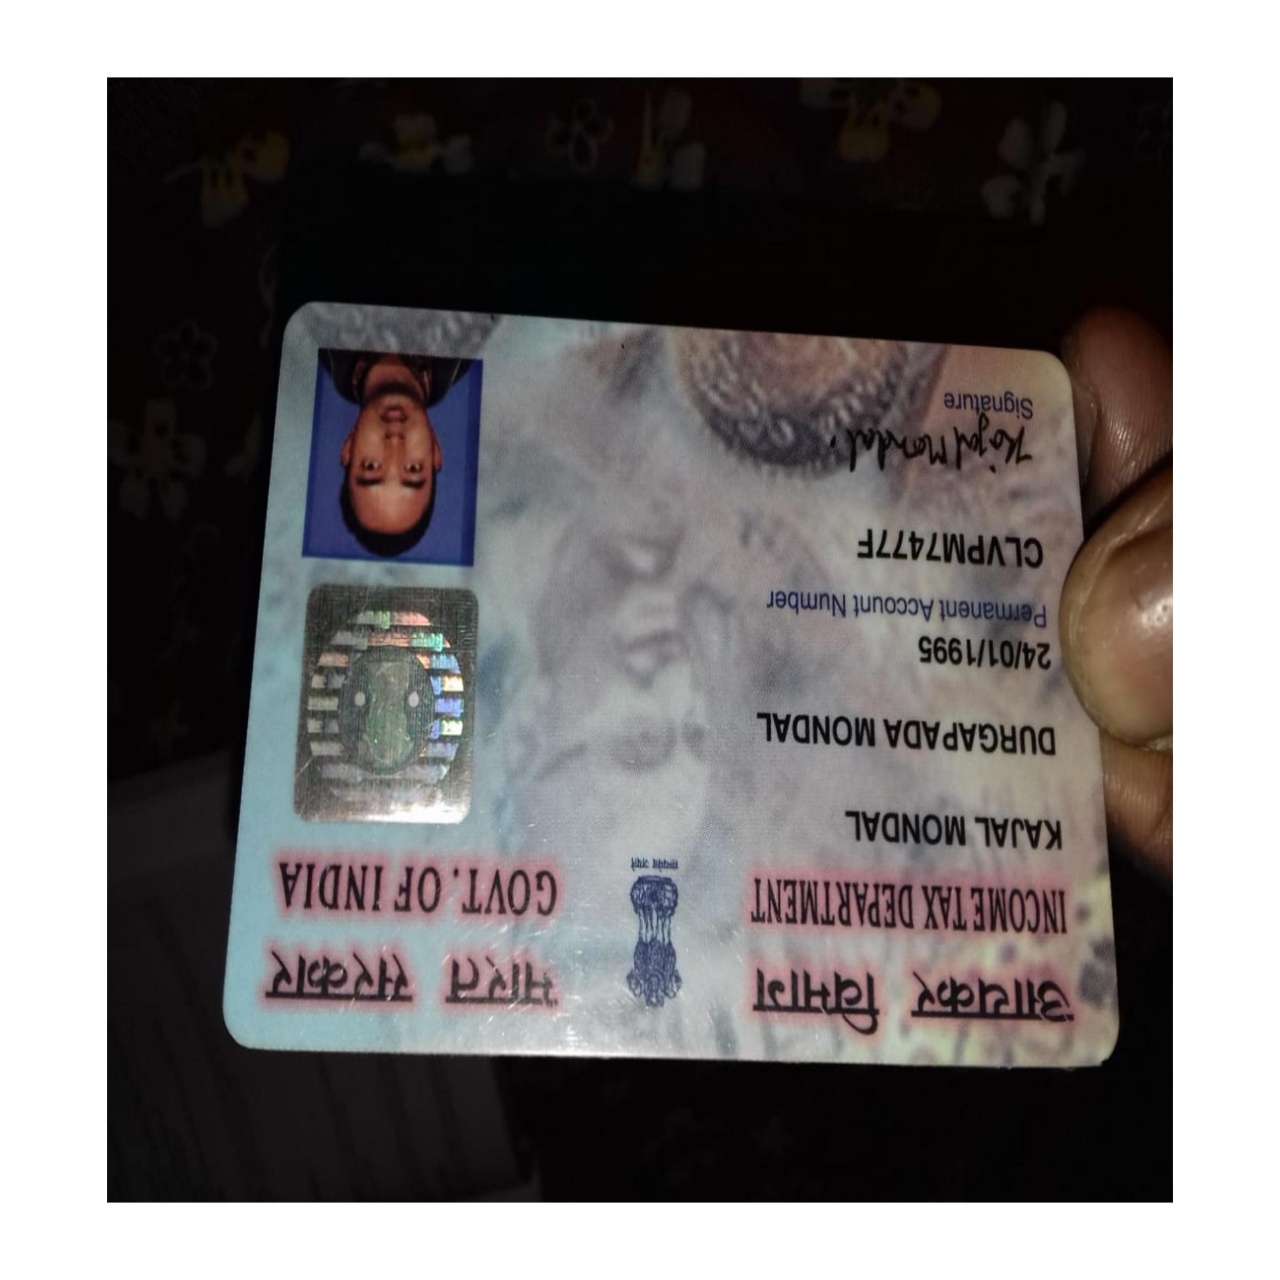 आयकर विभाग
INCOME TAX DEPARTMENT
भारत सरकार
GOVT. OF INDIA
सत्यमेव जयते
KAJAL MONDAL
DURGAPADA MONDAL
24/01/1995
Permanent Account Number
CLVPM7477F
Kajal Mondal.
Signature